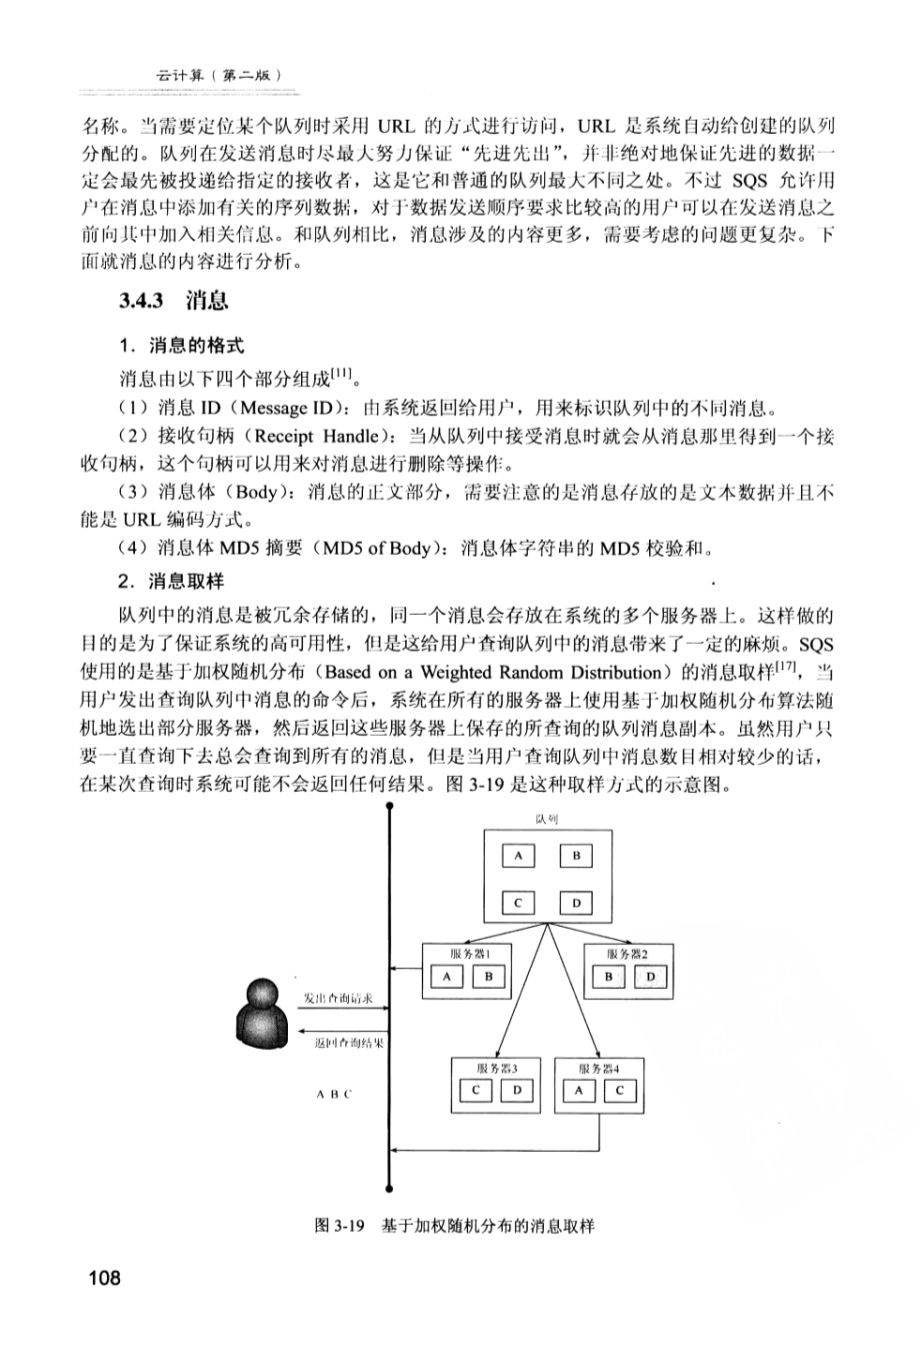 云计算(第二版)
名称。当需要定位某个队列时采用 URL 的方式进行访问，URL 是系统自动给创建的队列
分配的。队列在发送消息时尽最大努力保证“先进先出”，并非绝对地保证先进的数据一
定会最先被投递给指定的接收者，这是它和普通的队列最大不同之处。不过 SQS 允许用
户在消息中添加有关的序列数据，对于数据发送顺序要求比较高的用户可以在发送消息之
前向其中加入相关信息。和队列相比，消息涉及的内容更多，需要考虑的问题更复杂。下
面就消息的内容进行分析。
3.4.3 消息
1．消息的格式
消息由以下四个部分组成[11]。
（1）消息 ID（Message ID）：由系统返回给用户，用来标识队列中的不同消息。
（2）接收句柄（Receipt Handle）：当从队列中接受消息时就会从消息那里得到一个接
收句柄，这个句柄可以用来对消息进行删除等操作。
（3）消息体（Body）：消息的正文部分，需要注意的是消息存放的是文本数据并且不
能是 URL 编码方式。
（4）消息体 MD5 摘要（MD5 of Body）：消息体字符串的 MD5 校验和。
2．消息取样
队列中的消息是被冗余存储的，同一个消息会存放在系统的多个服务器上。这样做的
目的是为了保证系统的高可用性，但是这给用户查询队列中的消息带来了一定的麻烦。SQS
使用的是基于加权随机分布（Based on a Weighted Random Distribution）的消息取样[17]，当
用户发出查询队列中消息的命令后，系统在所有的服务器上使用基于加权随机分布算法随
机地选出部分服务器，然后返回这些服务器上保存的所查询的队列消息副本。虽然用户只
要一直查询下去总会查询到所有的消息，但是当用户查询队列中消息数目相对较少的话，
在某次查询时系统可能不会返回任何结果。图 3-19 是这种取样方式的示意图。
队列
A B
C D
服务器1 服务器2
A B B D
发出查询请求
返回查询结果
服务器3 服务器4
C D A C
A B C
图 3-19 基于加权随机分布的消息取样
108